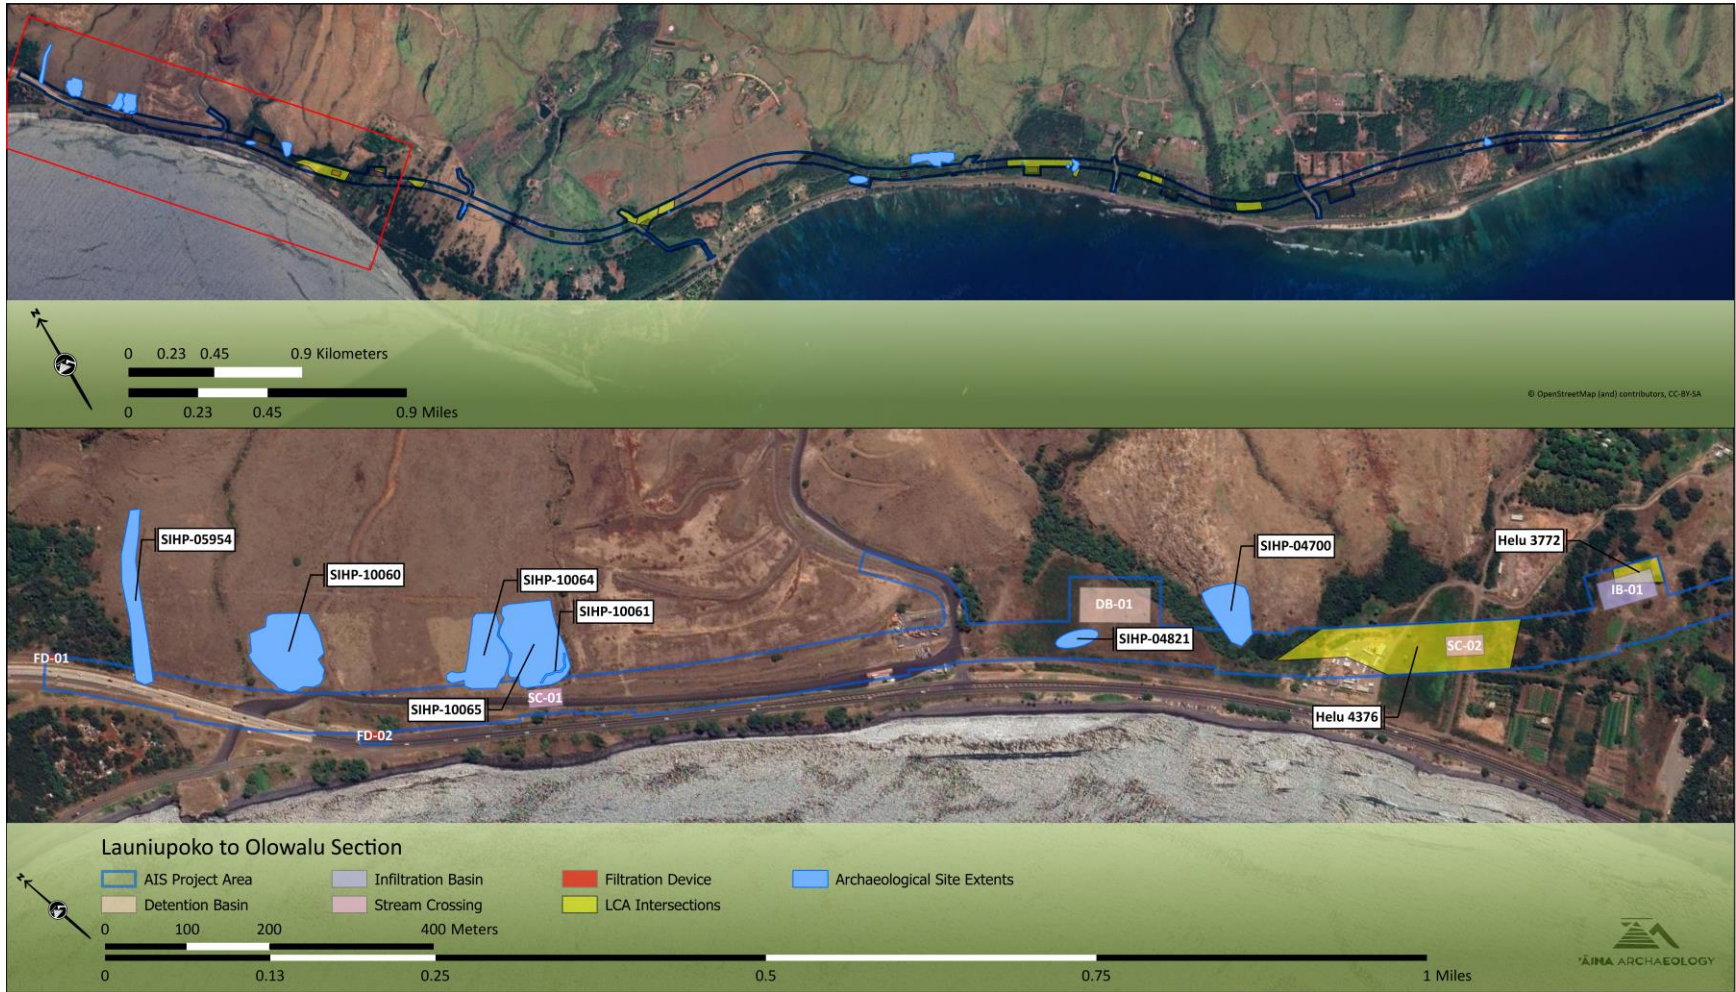 N
0 0.23 0.45 0.9 Kilometers
0 0.23 0.45 0.9 Miles
© OpenStreetMap (and) contributors, CC-BY-SA
SIHP-05954
SIHP-10060
SIHP-10064
SIHP-10061
SIHP-10065
SC-01
FD-01
FD-02
DB-01
SIHP-04821
SIHP-04700
Helu 3772
IB-01
SC-02
Helu 4376
Launiupoko to Olowalu Section
AIS Project Area
Infiltration Basin
Filtration Device
Archaeological Site Extents
Detention Basin
Stream Crossing
LCA Intersections
N
0 100 200 400 Meters
0 0.13 0.25 0.5 0.75 1 Miles
ʻĀINA ARCHAEOLOGY